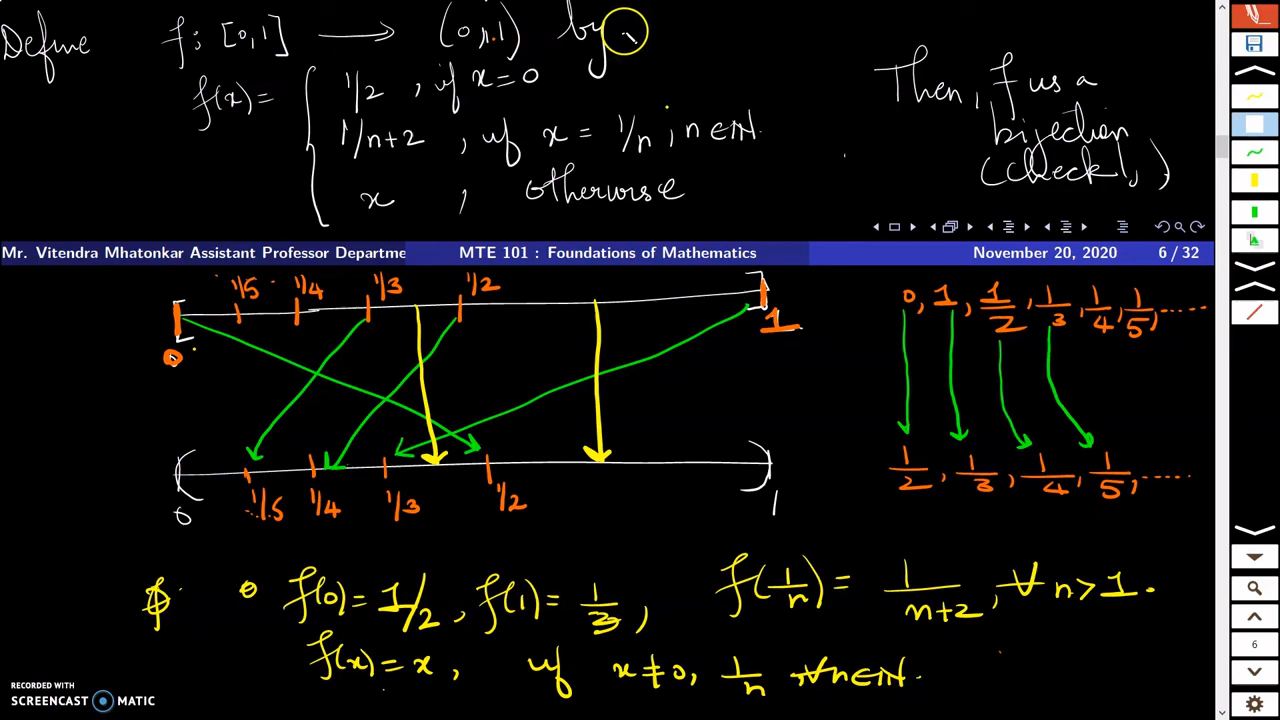 Define f: [0,1] → (0,1) by
f(x) = { 1/2 , if x=0
1/n+2 , if x = 1/n ; n∈ℕ.
x , otherwise
Then, f us a
bijection
(check!,)
Mr. Vitendra Mhatonkar Assistant Professor Departme
MTE 101 : Foundations of Mathematics
November 20, 2020
6 / 32
1/5 1/4 1/3 1/2
0 1
1/5 1/4 1/3 1/2
0 1
0, 1, 1/2, 1/3, 1/4, 1/5, .....
1/2, 1/3, 1/4, 1/5, .....
f(0)=1/2, f(1)=1/3, f(1/n) = 1/n+2, ∀ n>1.
f(x)=x, if x≠0, 1/n ∀n∈ℕ.
6
RECORDED WITH
SCREENCAST MATIC